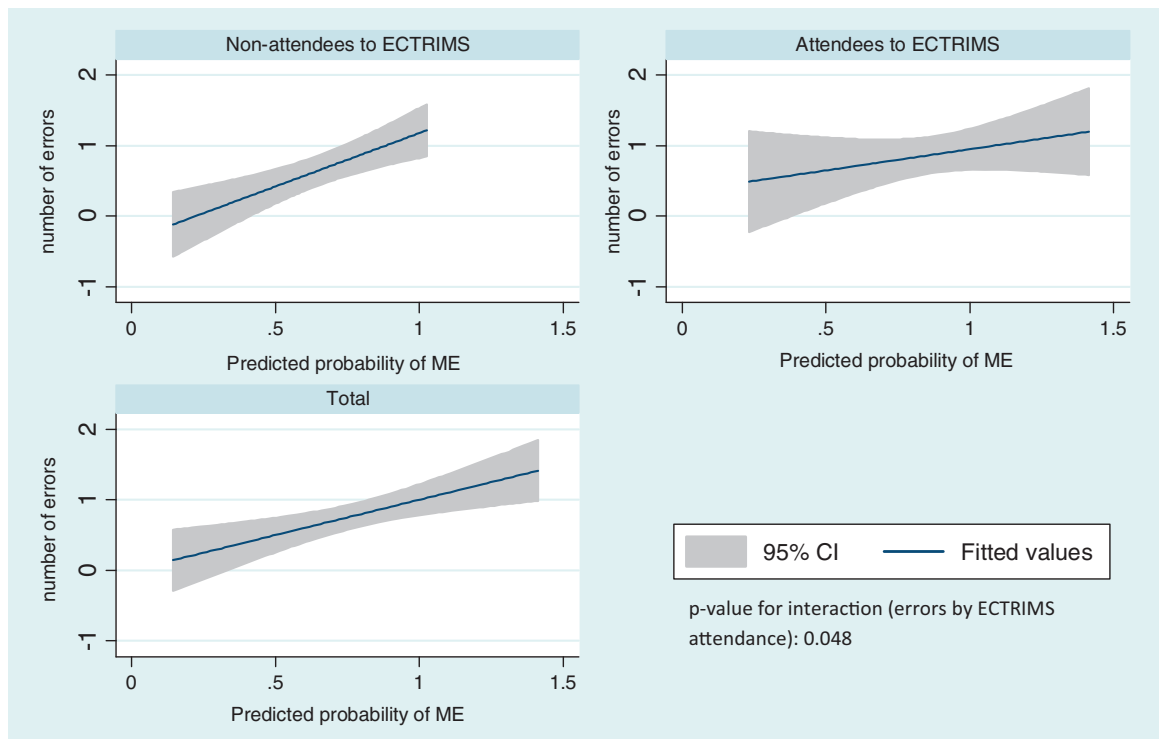 Non-attendees to ECTRIMS
number of errors
2
1
0
-1
0 .5 1 1.5
Predicted probability of ME
Attendees to ECTRIMS
number of errors
2
1
0
-1
0 .5 1 1.5
Predicted probability of ME
Total
number of errors
2
1
0
-1
0 .5 1 1.5
Predicted probability of ME
95% CI Fitted values
p-value for interaction (errors by ECTRIMS
attendance): 0.048